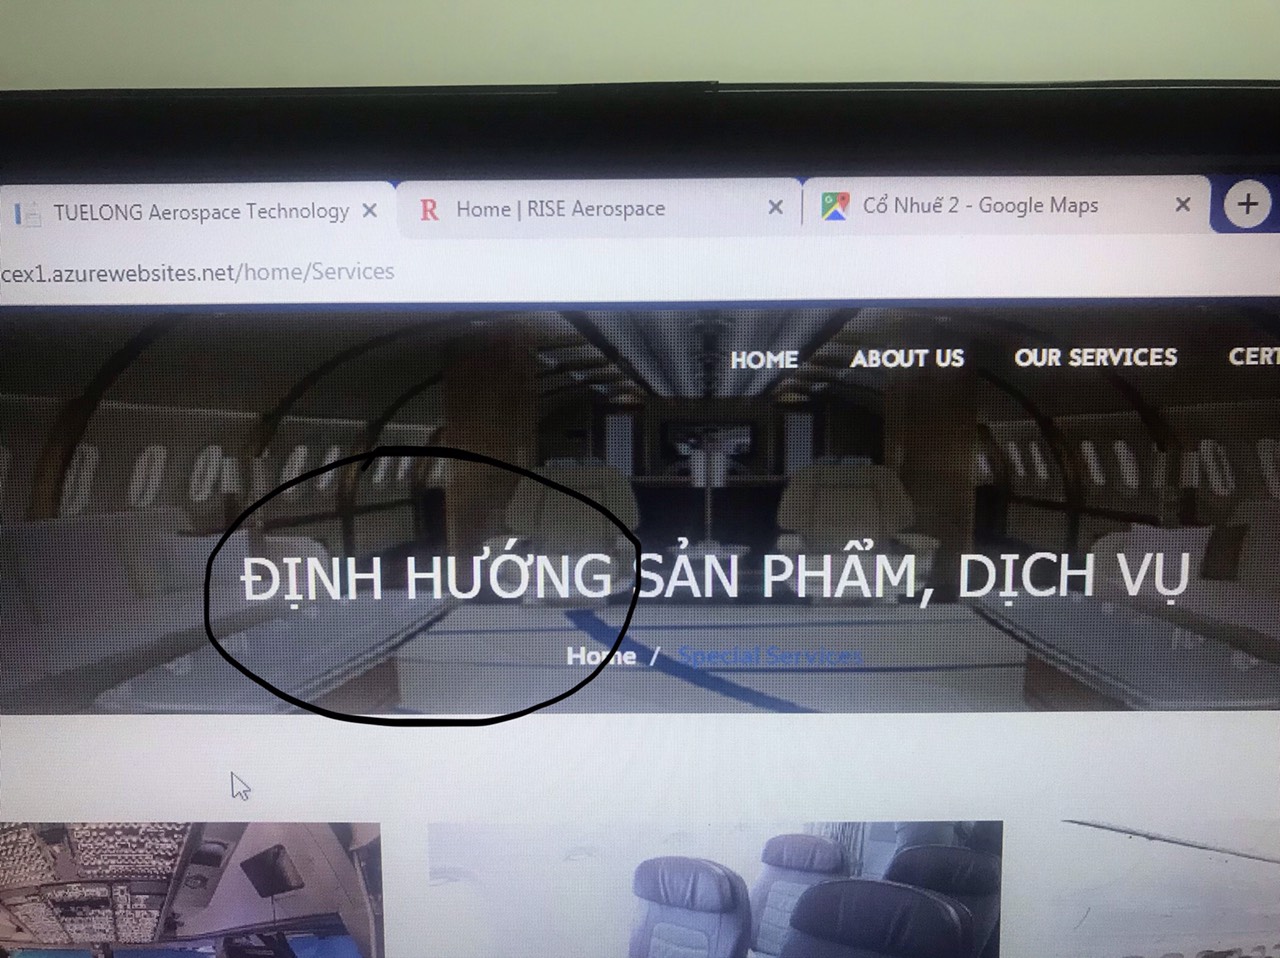 TUELONG Aerospace Technology
Home | RISE Aerospace
Cổ Nhuế 2 - Google Maps
cex1.azurewebsites.net/home/Services
HOME ABOUT US OUR SERVICES CERT
ĐỊNH HƯỚNG SẢN PHẨM, DỊCH VỤ
Home / Special Services